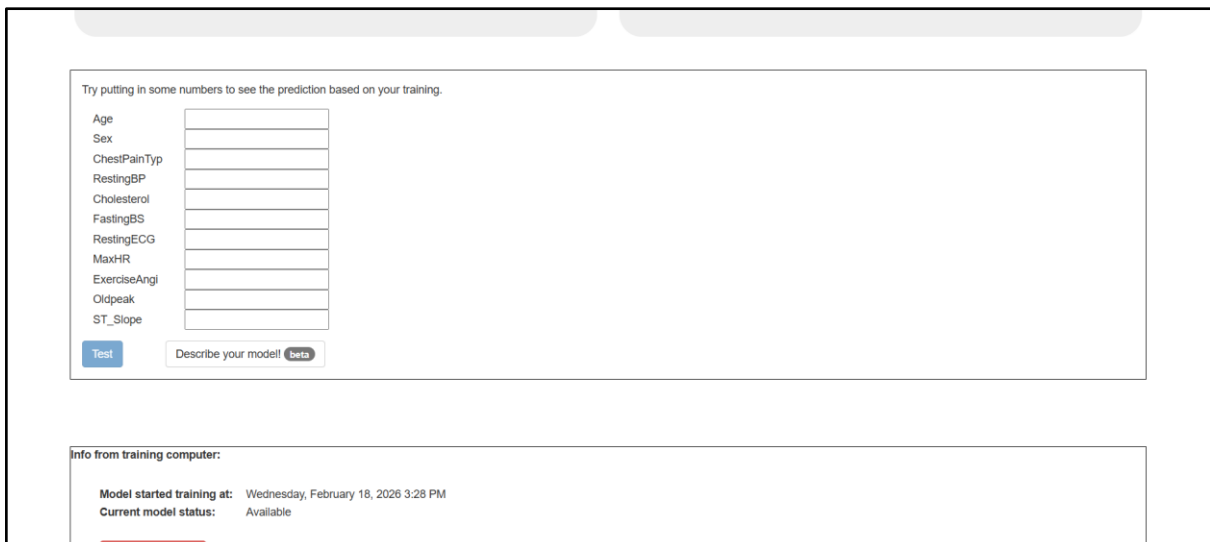 Try putting in some numbers to see the prediction based on your training.
Age
Sex
ChestPainTyp
RestingBP
Cholesterol
FastingBS
RestingECG
MaxHR
ExerciseAngi
Oldpeak
ST_Slope
Test Describe your model! beta
Info from training computer:
Model started training at: Wednesday, February 18, 2026 3:28 PM
Current model status: Available